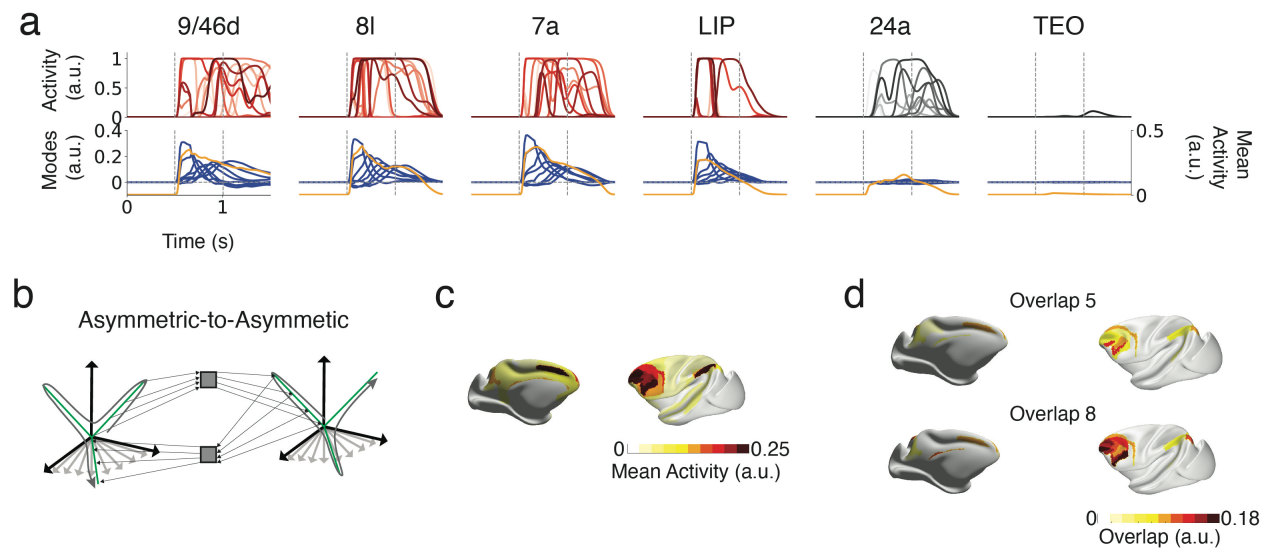 a
9/46d 8l 7a LIP 24a TEO
Activity
(a.u.)
1
0.5
0
Modes
(a.u.)
0.4
0.2
0
0 1
Time (s)
0.5
0
Mean
Activity
(a.u.)
b
Asymmetric-to-Asymmetic
c
0 0.25
Mean Activity (a.u.)
d
Overlap 5
Overlap 8
0 0.18
Overlap (a.u.)